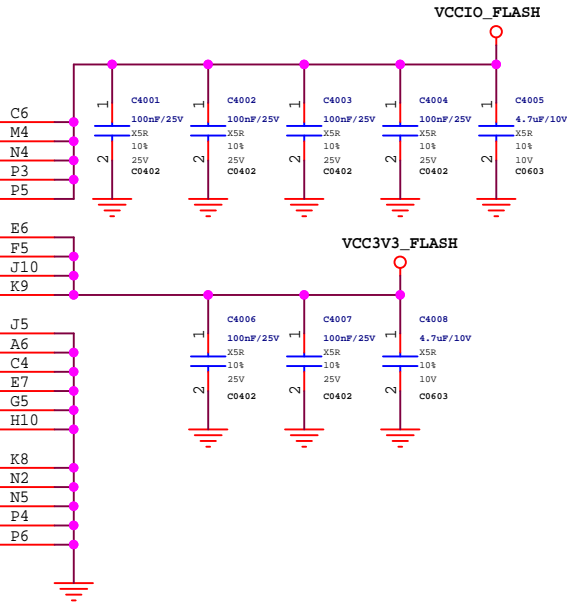 VCCIO_FLASH
C6
M4
N4
P3
P5
1
2
C4001
100nF/25V
X5R
10%
25V
C0402
1
2
C4002
100nF/25V
X5R
10%
25V
C0402
1
2
C4003
100nF/25V
X5R
10%
25V
C0402
1
2
C4004
100nF/25V
X5R
10%
25V
C0402
1
2
C4005
4.7uF/10V
X5R
10%
10V
C0603
E6
F5
J10
K9
VCC3V3_FLASH
1
2
C4006
100nF/25V
X5R
10%
25V
C0402
1
2
C4007
100nF/25V
X5R
10%
25V
C0402
1
2
C4008
4.7uF/10V
X5R
10%
10V
C0603
J5
A6
C4
E7
G5
H10
K8
N2
N5
P4
P6